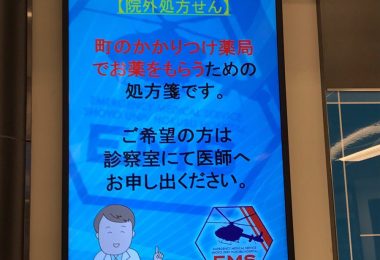 【院外処方せん】
町のかかりつけ薬局
でお薬をもらうための
処方箋です。
ご希望の方は
診察室にて医師へ
お申し出ください。
EMS